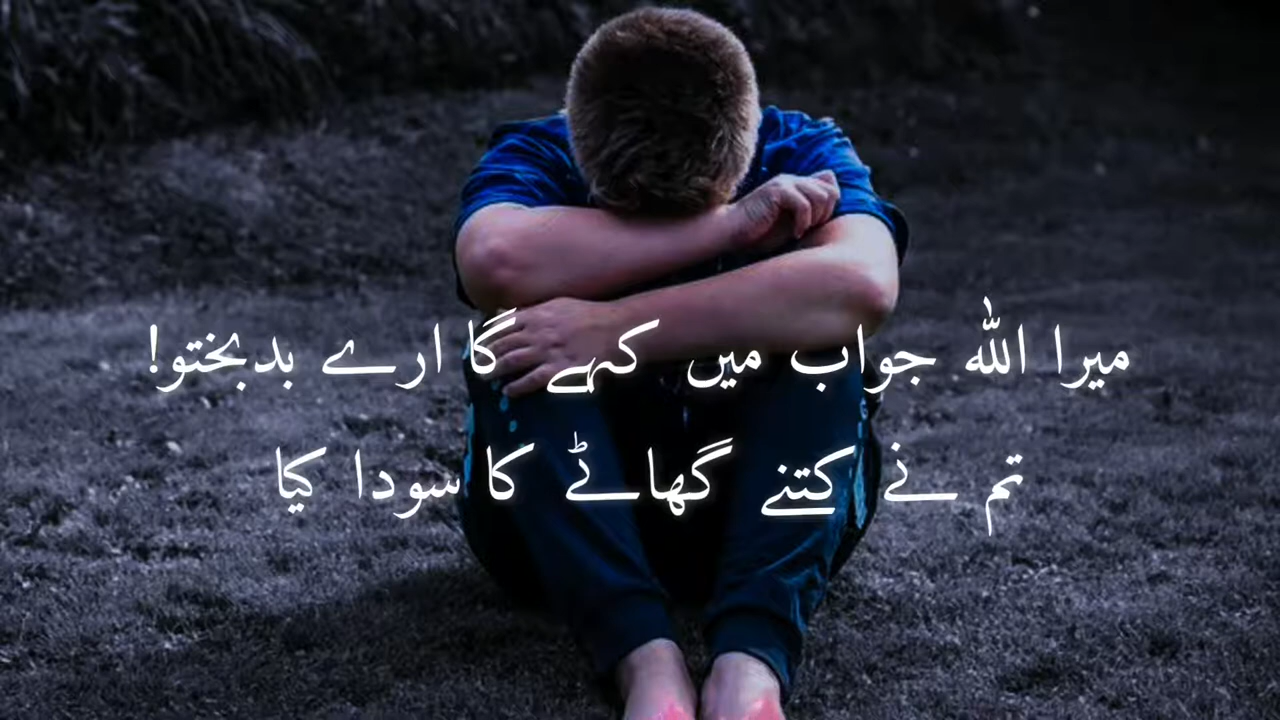 میرا اللہ جواب میں کہے گا ارے بدبختو!
تم نے کتنے گھاٹے کا سودا کیا